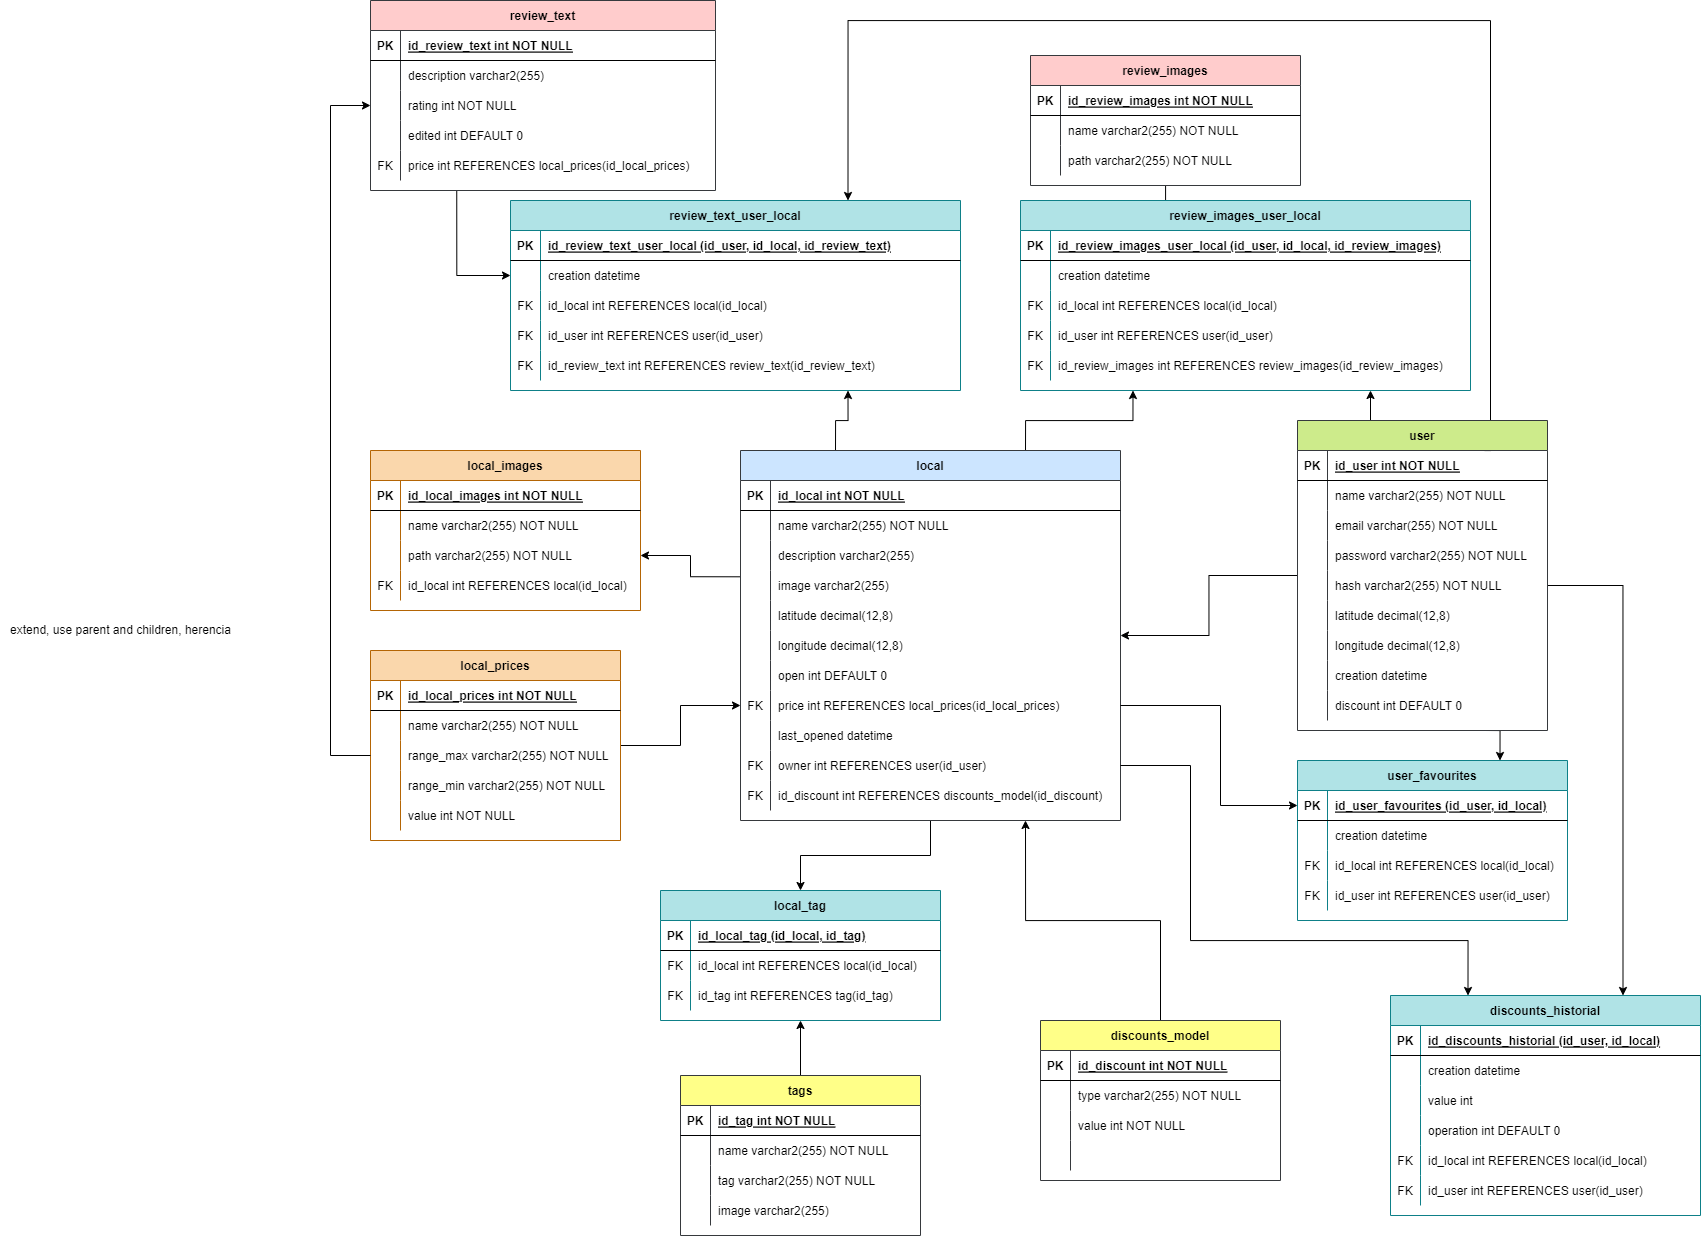 review_text
PK id_review_text int NOT NULL
description varchar2(255)
rating int NOT NULL
edited int DEFAULT 0
FK price int REFERENCES local_prices(id_local_prices)
review_images
PK id_review_images int NOT NULL
name varchar2(255) NOT NULL
path varchar2(255) NOT NULL
review_text_user_local
PK id_review_text_user_local (id_user, id_local, id_review_text)
creation datetime
FK id_local int REFERENCES local(id_local)
FK id_user int REFERENCES user(id_user)
FK id_review_text int REFERENCES review_text(id_review_text)
review_images_user_local
PK id_review_images_user_local (id_user, id_local, id_review_images)
creation datetime
FK id_local int REFERENCES local(id_local)
FK id_user int REFERENCES user(id_user)
FK id_review_images int REFERENCES review_images(id_review_images)
local_images
PK id_local_images int NOT NULL
name varchar2(255) NOT NULL
path varchar2(255) NOT NULL
FK id_local int REFERENCES local(id_local)
local
PK id_local int NOT NULL
name varchar2(255) NOT NULL
description varchar2(255)
image varchar2(255)
latitude decimal(12,8)
longitude decimal(12,8)
open int DEFAULT 0
FK price int REFERENCES local_prices(id_local_prices)
last_opened datetime
FK owner int REFERENCES user(id_user)
FK id_discount int REFERENCES discounts_model(id_discount)
user
PK id_user int NOT NULL
name varchar2(255) NOT NULL
email varchar(255) NOT NULL
password varchar2(255) NOT NULL
hash varchar2(255) NOT NULL
latitude decimal(12,8)
longitude decimal(12,8)
creation datetime
discount int DEFAULT 0
extend, use parent and children, herencia
local_prices
PK id_local_prices int NOT NULL
name varchar2(255) NOT NULL
range_max varchar2(255) NOT NULL
range_min varchar2(255) NOT NULL
value int NOT NULL
user_favourites
PK id_user_favourites (id_user, id_local)
creation datetime
FK id_local int REFERENCES local(id_local)
FK id_user int REFERENCES user(id_user)
local_tag
PK id_local_tag (id_local, id_tag)
FK id_local int REFERENCES local(id_local)
FK id_tag int REFERENCES tag(id_tag)
discounts_model
PK id_discount int NOT NULL
type varchar2(255) NOT NULL
value int NOT NULL
discounts_historial
PK id_discounts_historial (id_user, id_local)
creation datetime
value int
operation int DEFAULT 0
FK id_local int REFERENCES local(id_local)
FK id_user int REFERENCES user(id_user)
tags
PK id_tag int NOT NULL
name varchar2(255) NOT NULL
tag varchar2(255) NOT NULL
image varchar2(255)